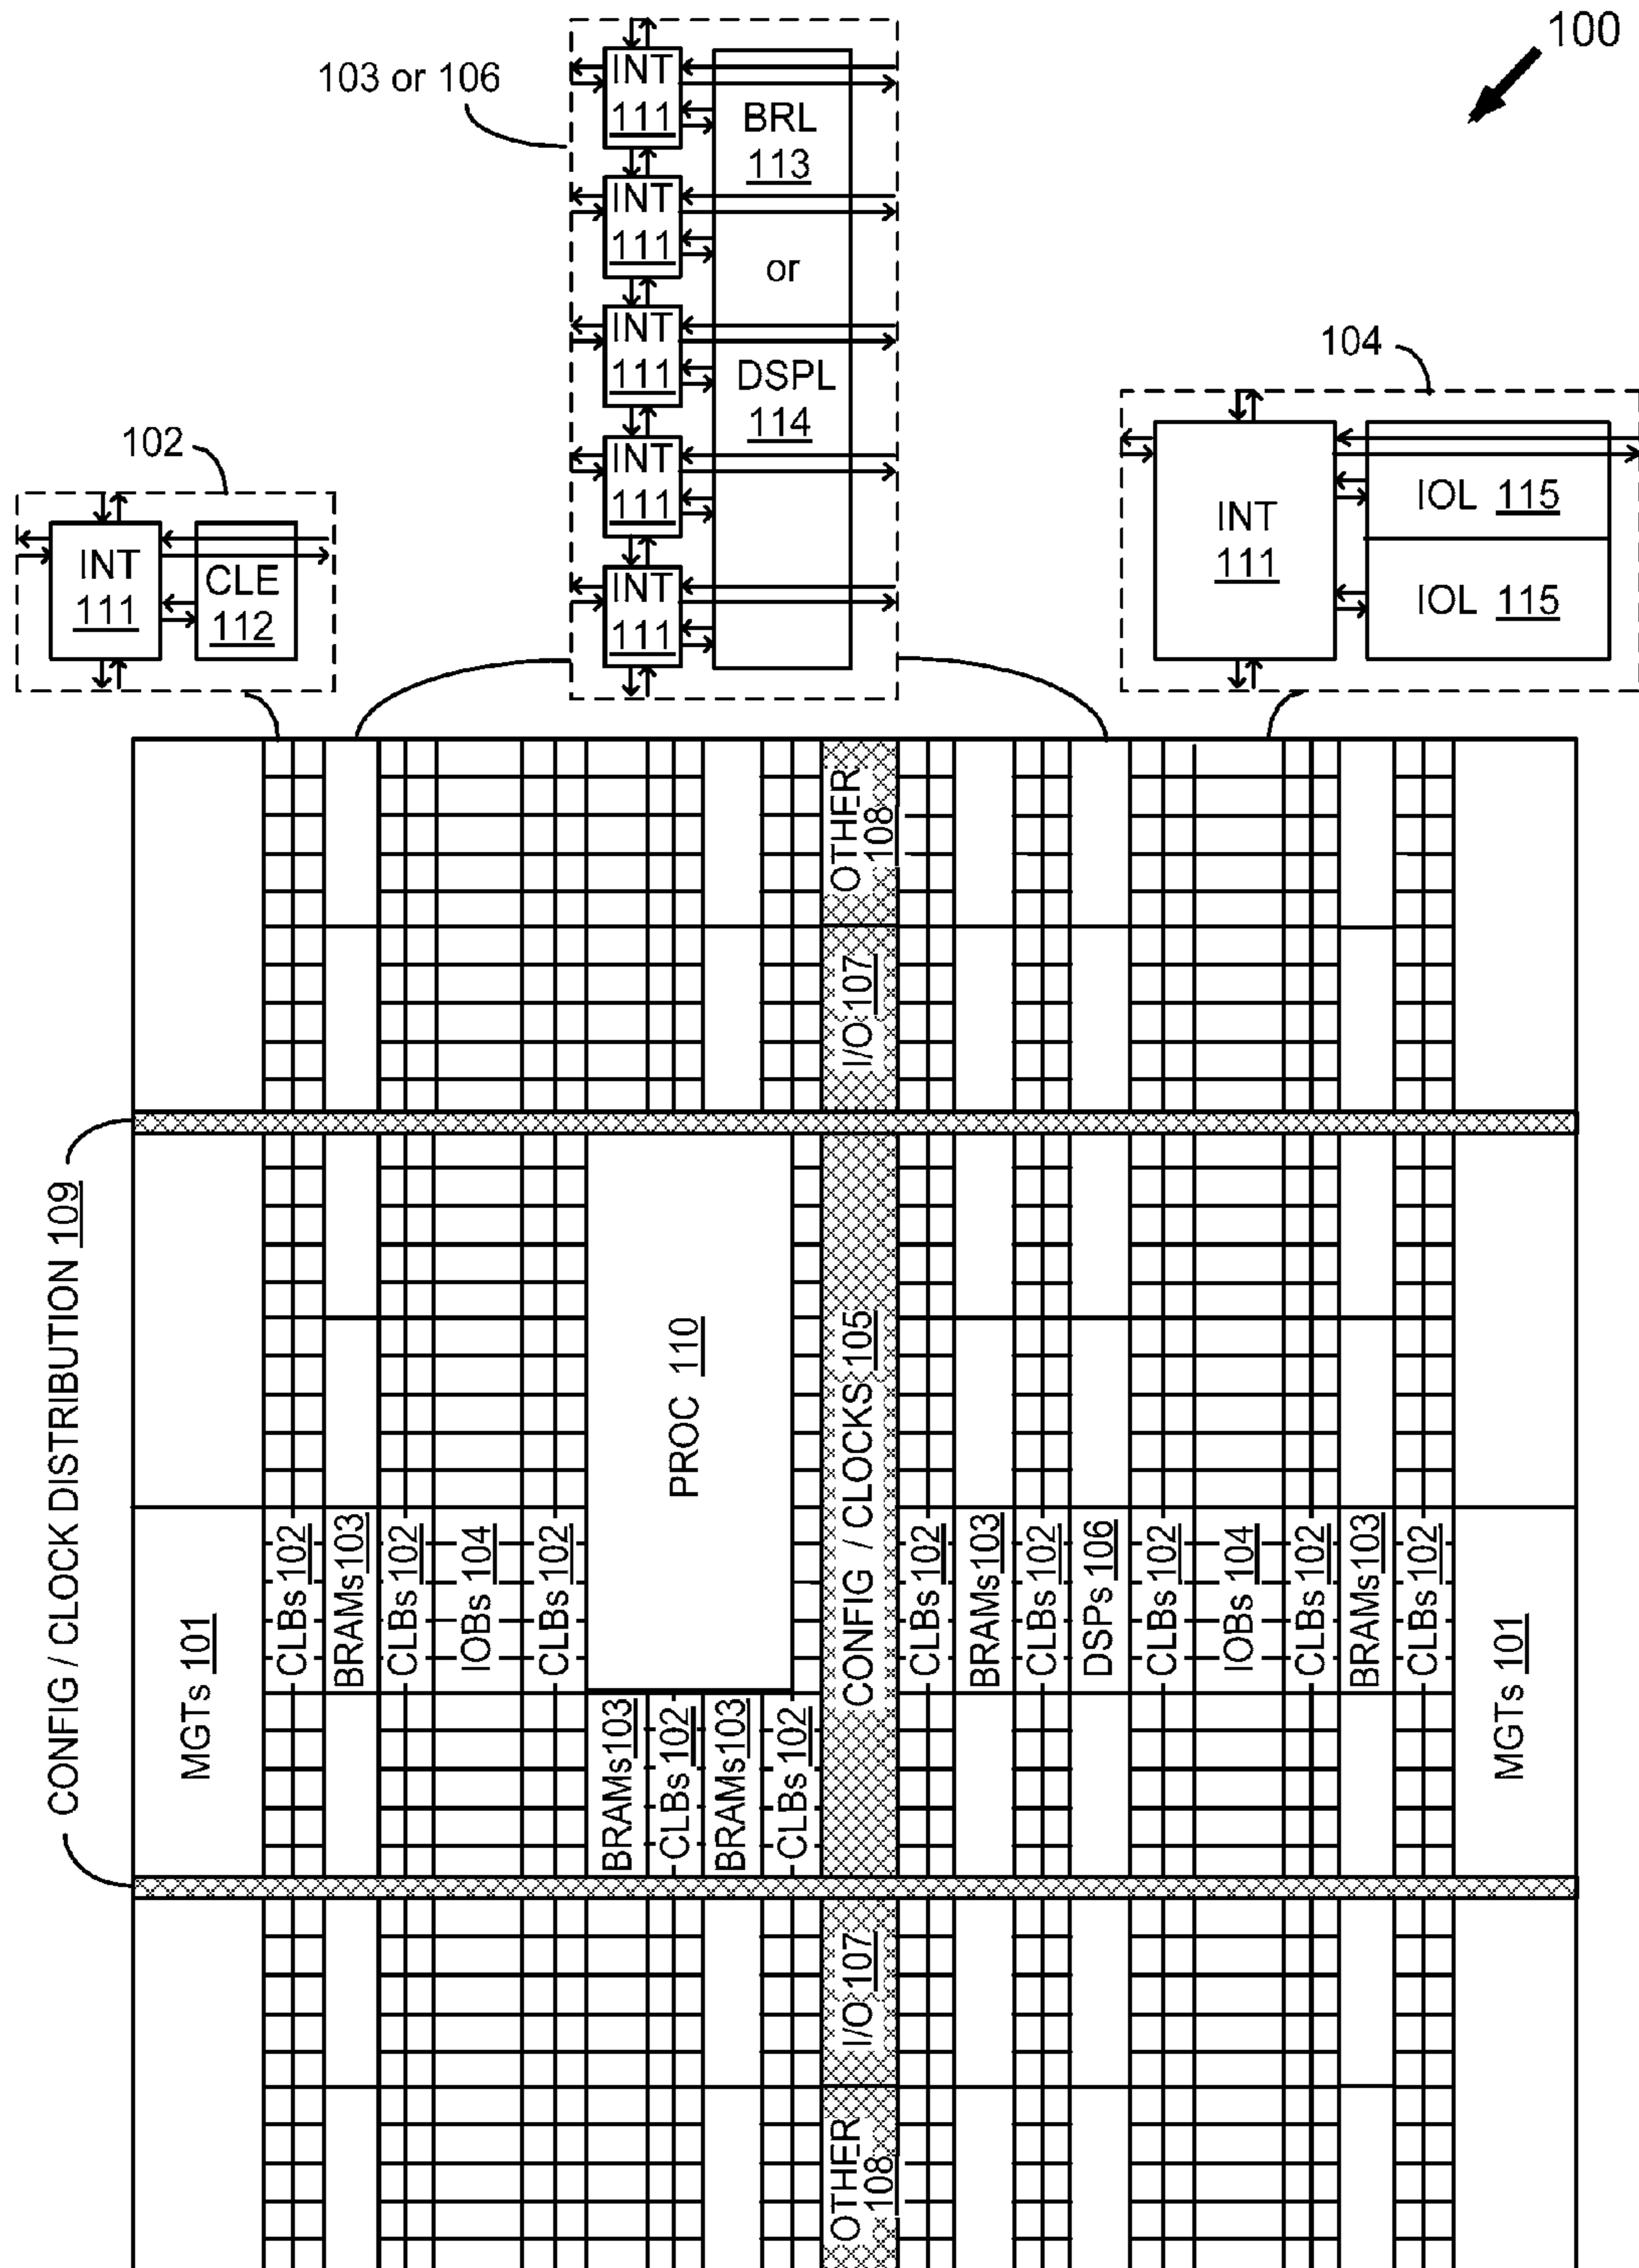 100
103 or 106
INT
111
INT
111
INT
111
INT
111
INT
111
BRL
113
or
DSPL
114
104
INT
111
IOL 115
IOL 115
102
INT
111
CLE
112
OTHER
108
I/O 107
CONFIG / CLOCK DISTRIBUTION 109
PROC 110
CONFIG / CLOCKS 105
MGTs 101
CLBs 102
BRAMs 103
CLBs 102
IOBs 104
CLBs 102
BRAMs 103
CLBs 102
BRAMs 103
CLBs 102
CLBs 102
BRAMs 103
CLBs 102
DSPs 106
CLBs 102
IOBs 104
CLBs 102
BRAMs 103
CLBs 102
MGTs 101
I/O 107
OTHER
108